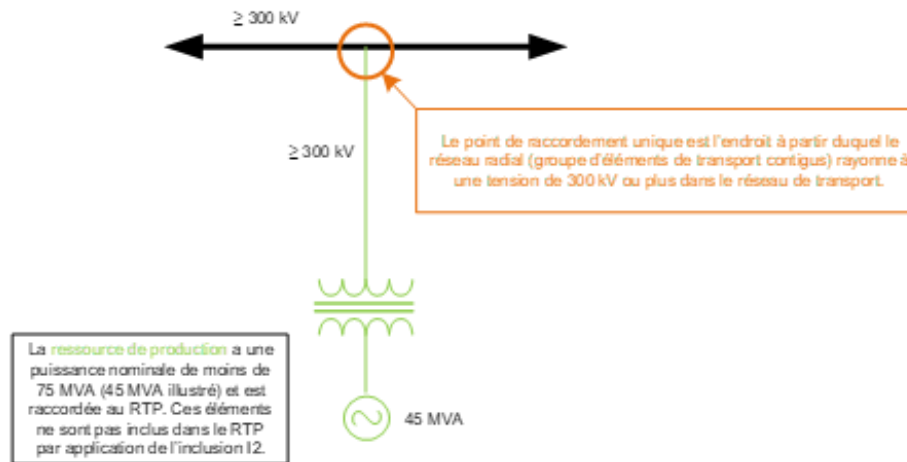 ≥ 300 kV
Le point de raccordement unique est l'endroit à partir duquel le
réseau radial (groupe d'éléments de transport contigus) rayonne à
une tension de 300 kV ou plus dans le réseau de transport.
≥ 300 kV
La ressource de production a une
puissance nominale de moins de
75 MVA (45 MVA illustré) et est
raccordée au RTP. Ces éléments
ne sont pas inclus dans le RTP
par application de l'inclusion I2.
45 MVA